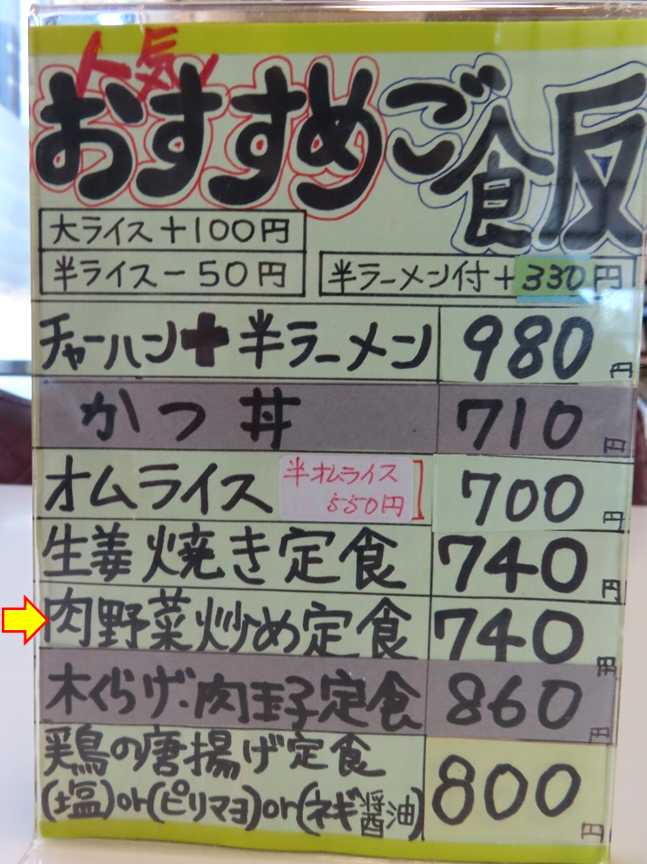 人気!
おすすめご飯
大ライス+100円
半ライス-50円
半ラーメン付+330円
チャーハン+半ラーメン 980円
かつ丼 710円
オムライス 半オムライス 550円 700円
生姜焼き定食 740円
肉野菜炒め定食 740円
木くらげ・肉玉子定食 860円
鶏の唐揚げ定食
(塩)or(ピリマヨ)or(ネギ醤油) 800円